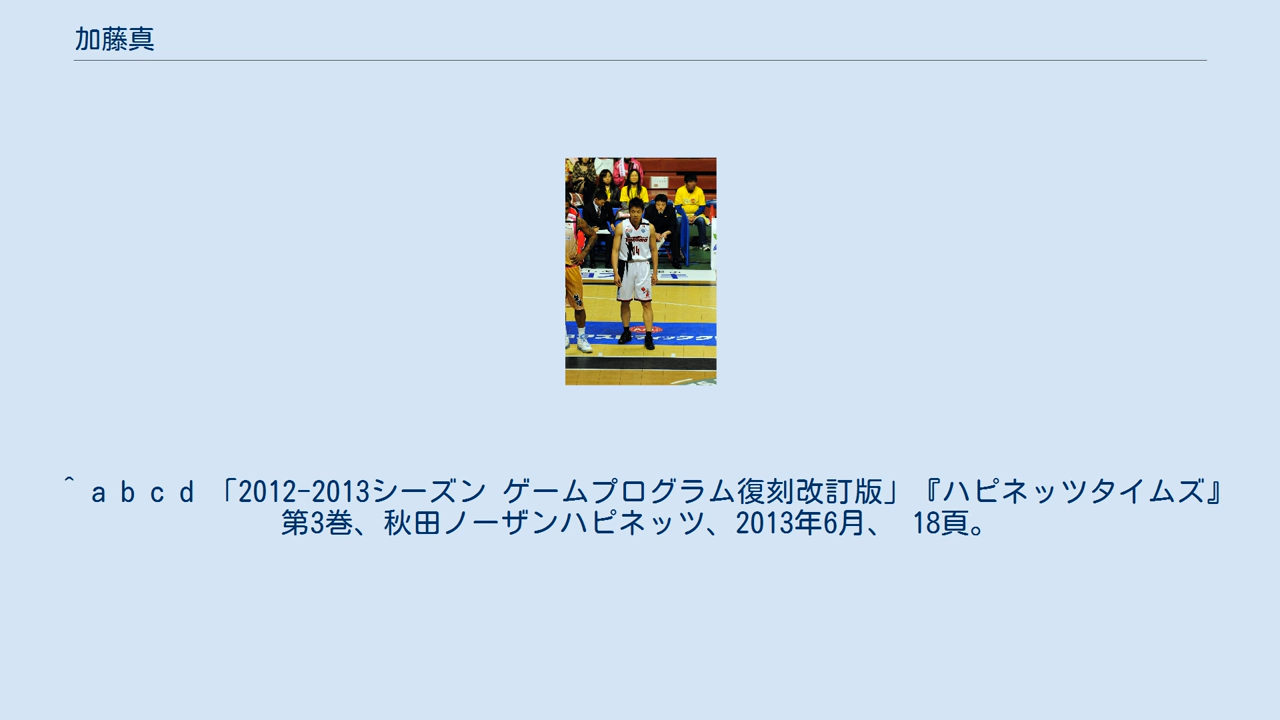 加藤真
^ a b c d 「2012-2013シーズン ゲームプログラム復刻改訂版」『ハピネッツタイムズ』
第3巻、秋田ノーザンハピネッツ、2013年6月、 18頁。
14